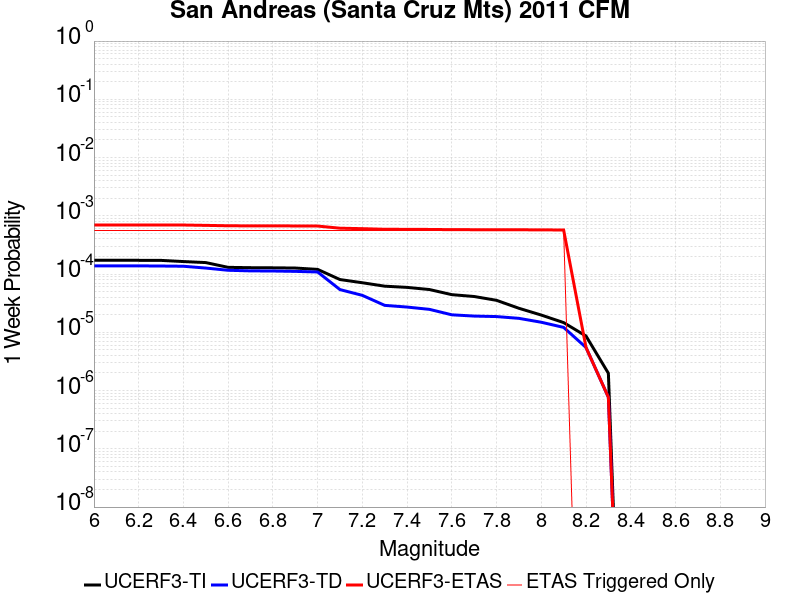 San Andreas (Santa Cruz Mts) 2011 CFM
10 0
10 -1
10 -2
10 -3
10 -4
10 -5
10 -6
10 -7
10 -8
1 Week Probability
6 6.2 6.4 6.6 6.8 7 7.2 7.4 7.6 7.8 8 8.2 8.4 8.6 8.8 9
Magnitude
UCERF3-TI UCERF3-TD UCERF3-ETAS ETAS Triggered Only